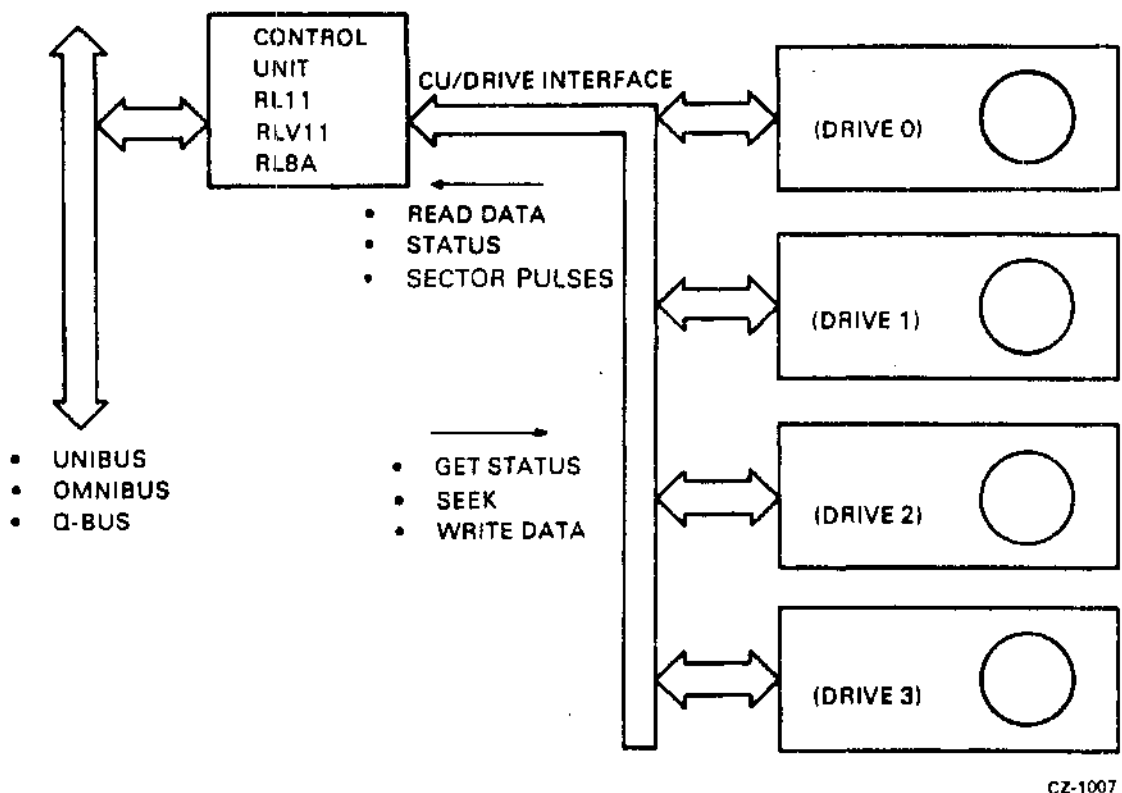 CONTROL
UNIT
RL11
RLV11
RL8A
CU/DRIVE INTERFACE
(DRIVE 0)
• READ DATA
• STATUS
• SECTOR PULSES
(DRIVE 1)
• UNIBUS
• OMNIBUS
• Q-BUS
• GET STATUS
• SEEK
• WRITE DATA
(DRIVE 2)
(DRIVE 3)
CZ-1007